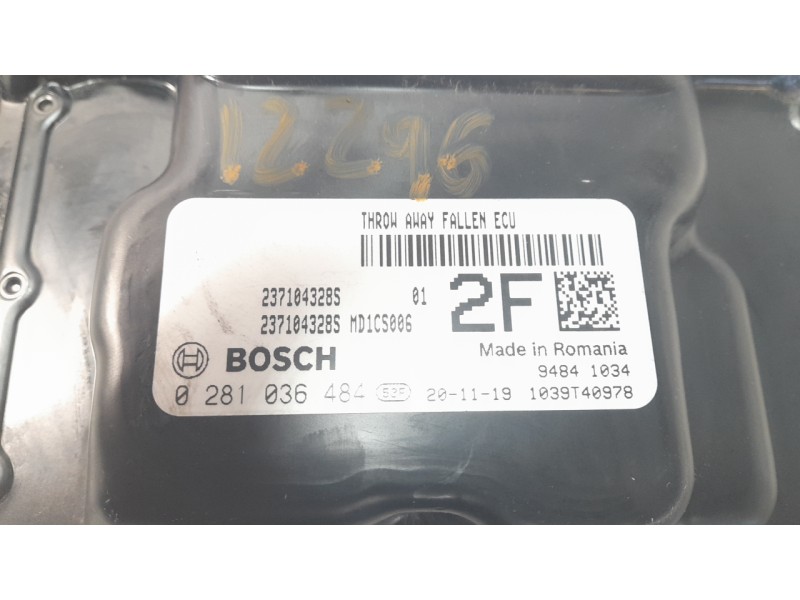 12296
THROW AWAY FALLEN ECU
237104328S 01
237104328S MD1CS006
2F
BOSCH
Made in Romania
9484 1034
0 281 036 484 20-11-19 1039T40978